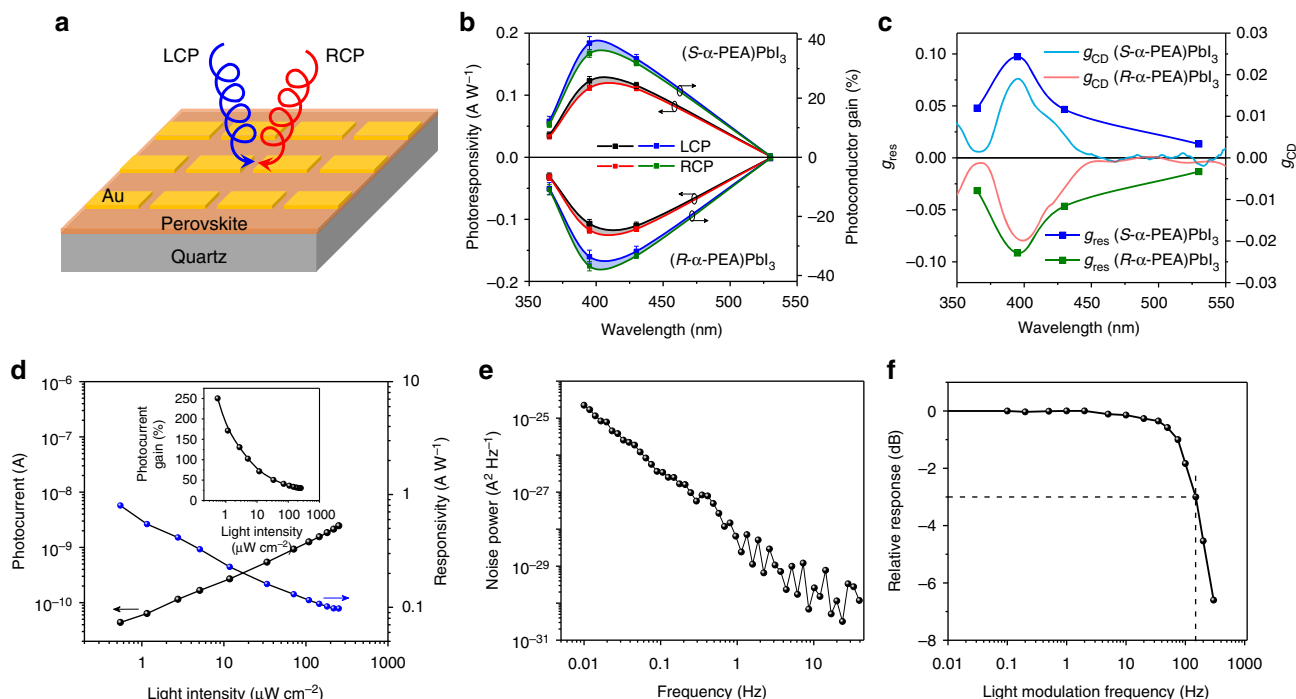 a
LCP
RCP
Au
Perovskite
Quartz
b
Photoresponsivity (A W⁻¹)
0.2
0.1
0.0
−0.1
−0.2
(S-α-PEA)PbI₃
LCP
RCP
(R-α-PEA)PbI₃
40
20
0
−20
−40
Photoconductor gain (%)
350 400 450 500 550
Wavelength (nm)
c
gres
0.10
0.05
0.00
−0.05
−0.10
gCD (S-α-PEA)PbI₃
gCD (R-α-PEA)PbI₃
gres (S-α-PEA)PbI₃
gres (R-α-PEA)PbI₃
0.03
0.02
0.01
0.00
−0.01
−0.02
−0.03
gCD
350 400 450 500 550
Wavelength (nm)
d
Photocurrent (A)
10⁻⁶
10⁻⁷
10⁻⁸
10⁻⁹
10⁻¹⁰
Photocurrent
gain (%)
250
200
150
100
50
0
1 10 100 1000
Light intensity
(μW cm⁻²)
10
1
0.1
Responsivity (A W⁻¹)
1 10 100 1000
Light intensity (μW cm⁻²)
e
Noise power (A² Hz⁻¹)
10⁻²⁵
10⁻²⁷
10⁻²⁹
10⁻³¹
0.01 0.1 1 10
Frequency (Hz)
f
Relative response (dB)
0
−2
−4
−6
−8
0.01 0.1 1 10 100 1000
Light modulation frequency (Hz)